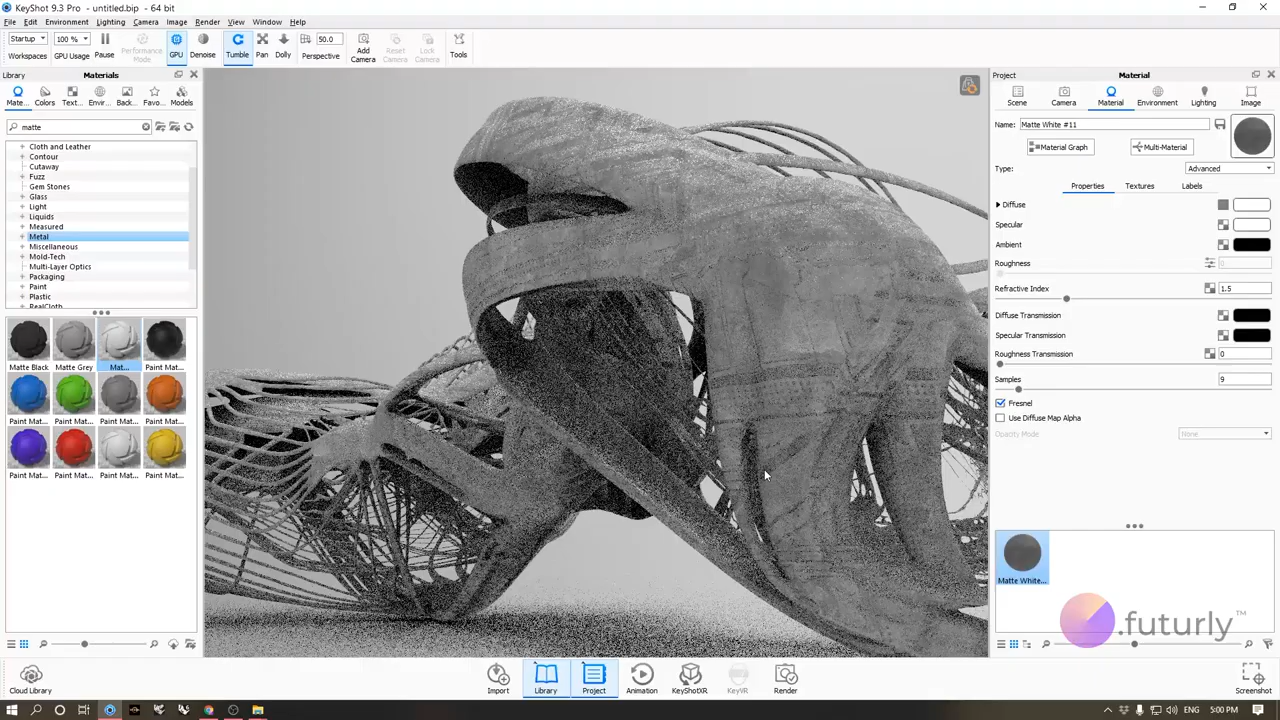 KeyShot 9.3 Pro - untitled.bip - 64 bit
File Edit Environment Lighting Camera Image Render View Window Help
Startup 100 % 50.0
Workspaces GPU Usage Pause Performance Mode GPU Denoise Tumble Pan Dolly Perspective Add Camera Reset Camera Lock Camera Tools
Library Materials
Mate... Colors Text... Envir... Back... Favo... Models
matte
Cloth and Leather
Contour
Cutaway
Fuzz
Gem Stones
Glass
Light
Liquids
Measured
Metal
Miscellaneous
Mold-Tech
Multi-Layer Optics
Packaging
Paint
Plastic
RealCloth
Matte Black Matte Grey Mat... Paint Mat...
Paint Mat... Paint Mat... Paint Mat... Paint Mat...
Paint Mat... Paint Mat... Paint Mat... Paint Mat...
Project Material
Scene Camera Material Environment Lighting Image
Name: Matte White #11
Material Graph Multi-Material
Type: Advanced
Properties Textures Labels
Diffuse
Specular
Ambient
Roughness 0
Refractive Index 1.5
Diffuse Transmission
Specular Transmission
Roughness Transmission 0
Samples 9
Fresnel
Use Diffuse Map Alpha
Opacity Mode None
Matte White...
.futurly™
Cloud Library Import Library Project Animation KeyShotXR KeyVR Render Screenshot
ENG 5:00 PM